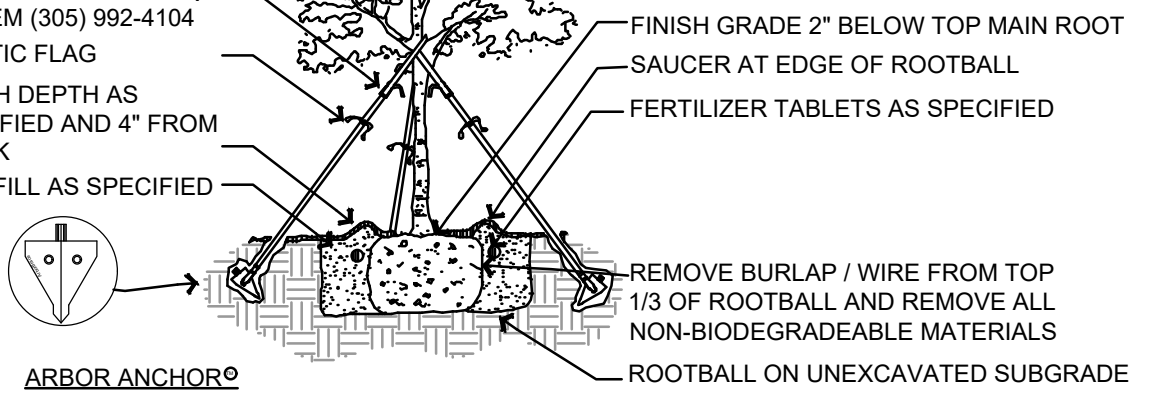 EM (305) 992-4104
TIC FLAG
H DEPTH AS
FIED AND 4" FROM
K
FILL AS SPECIFIED
ARBOR ANCHOR
FINISH GRADE 2" BELOW TOP MAIN ROOT
SAUCER AT EDGE OF ROOTBALL
FERTILIZER TABLETS AS SPECIFIED
REMOVE BURLAP / WIRE FROM TOP
1/3 OF ROOTBALL AND REMOVE ALL
NON-BIODEGRADEABLE MATERIALS
ROOTBALL ON UNEXCAVATED SUBGRADE